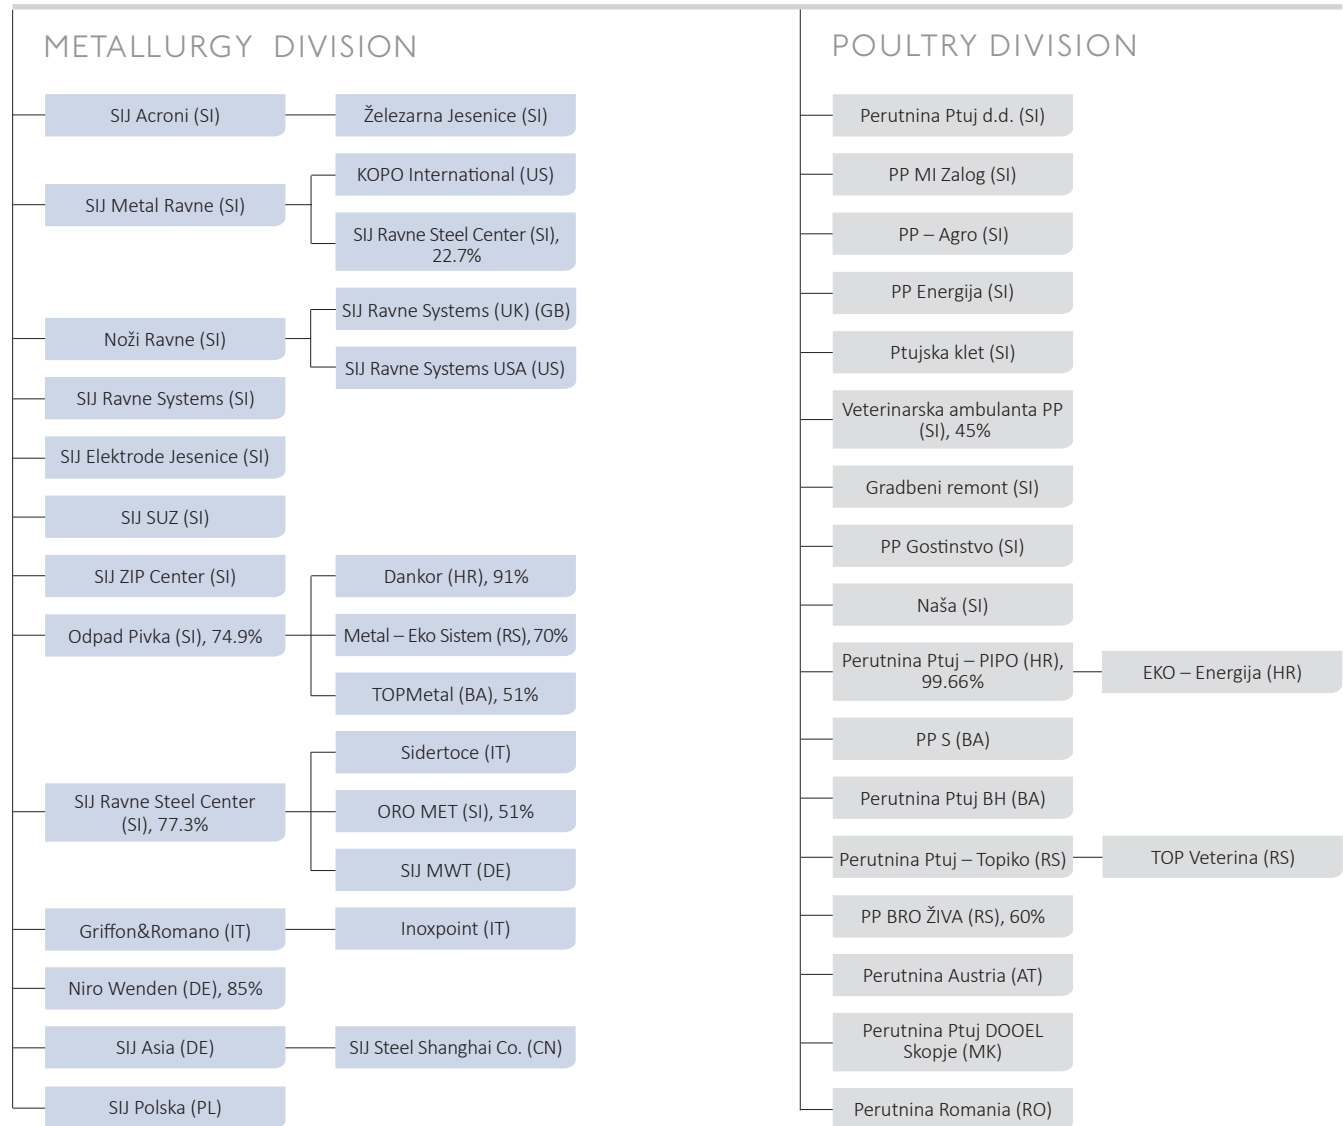 METALLURGY DIVISION
SIJ Acroni (SI)
Železarna Jesenice (SI)
SIJ Metal Ravne (SI)
KOPO International (US)
SIJ Ravne Steel Center (SI),
22.7%
Noži Ravne (SI)
SIJ Ravne Systems (UK) (GB)
SIJ Ravne Systems USA (US)
SIJ Ravne Systems (SI)
SIJ Elektrode Jesenice (SI)
SIJ SUZ (SI)
SIJ ZIP Center (SI)
Odpad Pivka (SI), 74.9%
Dankor (HR), 91%
Metal – Eko Sistem (RS), 70%
TOPMetal (BA), 51%
SIJ Ravne Steel Center
(SI), 77.3%
Sidertoce (IT)
ORO MET (SI), 51%
SIJ MWT (DE)
Griffon&Romano (IT)
Inoxpoint (IT)
Niro Wenden (DE), 85%
SIJ Asia (DE)
SIJ Steel Shanghai Co. (CN)
SIJ Polska (PL)
POULTRY DIVISION
Perutnina Ptuj d.d. (SI)
PP MI Zalog (SI)
PP – Agro (SI)
PP Energija (SI)
Ptujska klet (SI)
Veterinarska ambulanta PP
(SI), 45%
Gradbeni remont (SI)
PP Gostinstvo (SI)
Naša (SI)
Perutnina Ptuj – PIPO (HR),
99.66%
EKO – Energija (HR)
PP S (BA)
Perutnina Ptuj BH (BA)
Perutnina Ptuj – Topiko (RS)
TOP Veterina (RS)
PP BRO ŽIVA (RS), 60%
Perutnina Austria (AT)
Perutnina Ptuj DOOEL
Skopje (MK)
Perutnina Romania (RO)